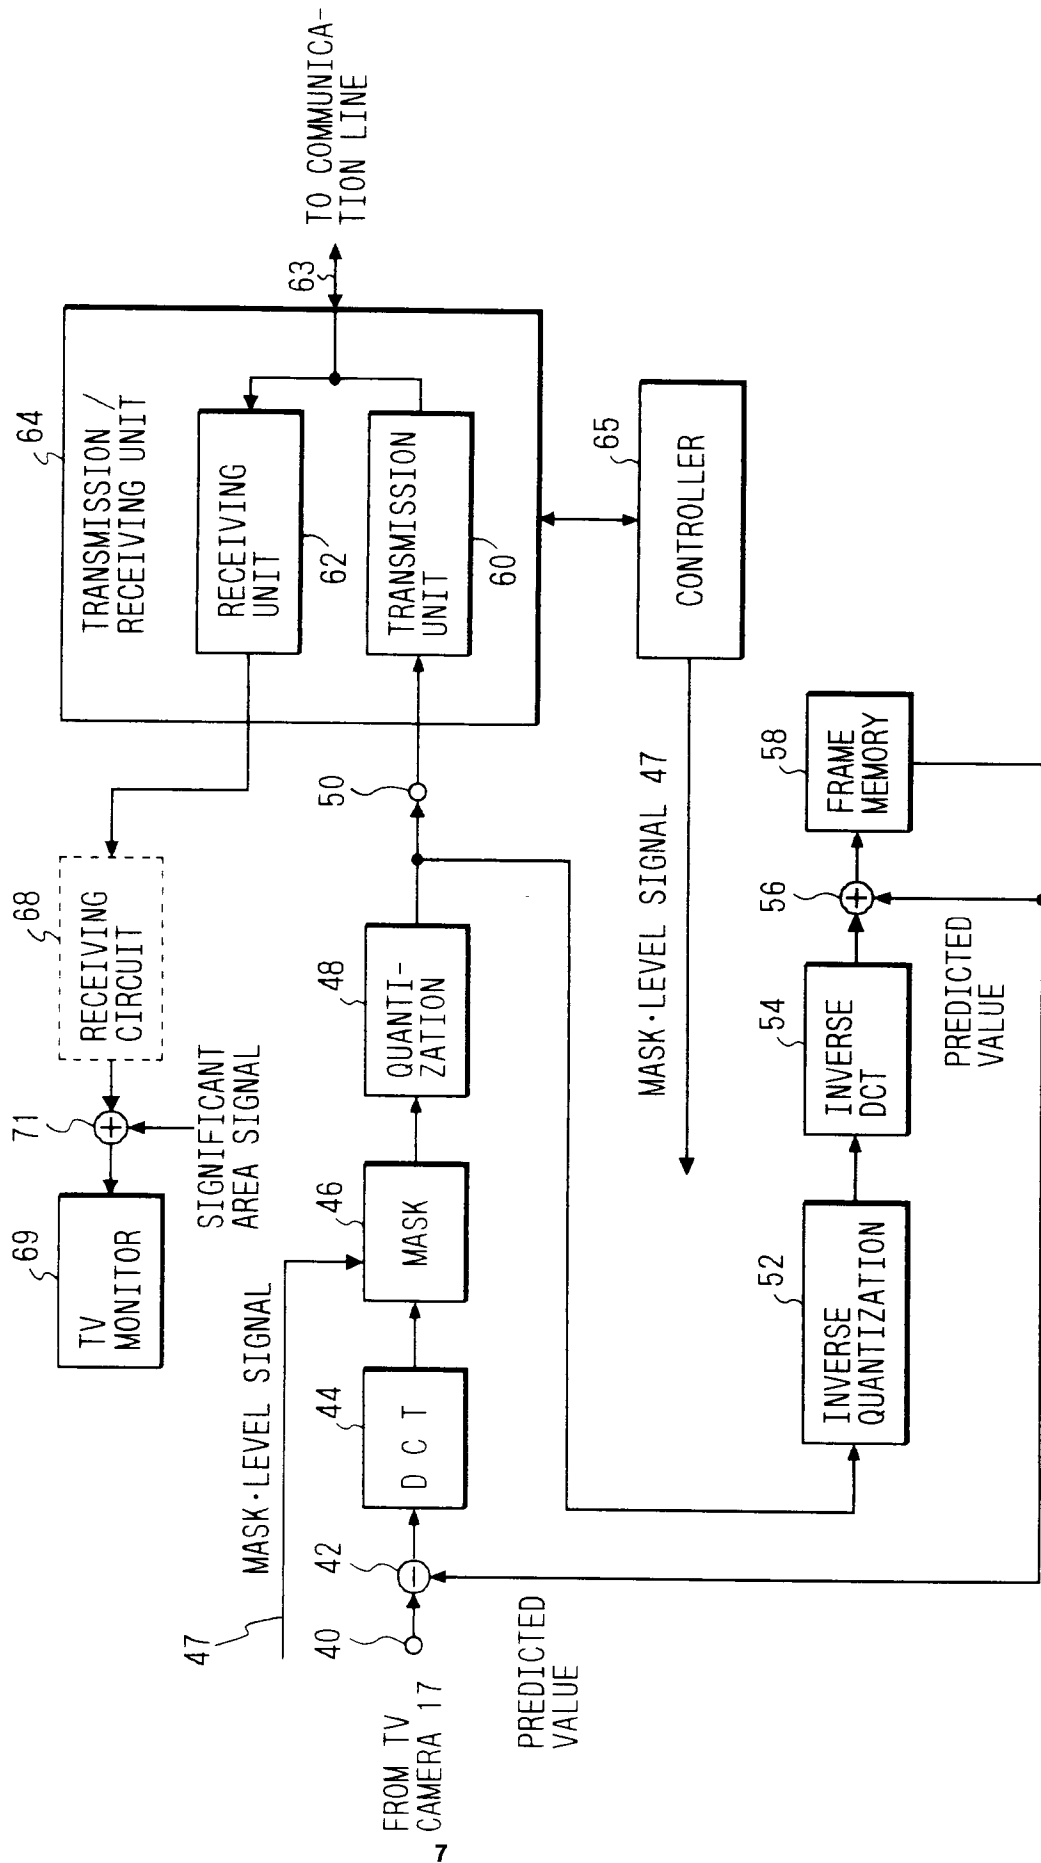 69
TV
MONITOR
71
SIGNIFICANT
AREA SIGNAL
68
RECEIVING
CIRCUIT
64
TRANSMISSION /
RECEIVING UNIT
RECEIVING
UNIT
62
TRANSMISSION
UNIT
60
63
TO COMMUNICA-
TION LINE
47
MASK·LEVEL SIGNAL
FROM TV
CAMERA 17
40
42
44
D C T
46
MASK
48
QUANTI-
ZATION
50
65
CONTROLLER
MASK·LEVEL SIGNAL 47
PREDICTED
VALUE
52
INVERSE
QUANTIZATION
54
INVERSE
DCT
56
58
FRAME
MEMORY
PREDICTED
VALUE
7